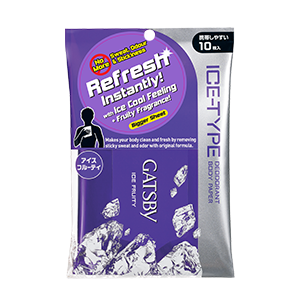 携帯しやすい
10枚入
No More
Sweat, Odour
& Stickiness
Refresh
Instantly!
with Ice Cool Feeling
+ Fruity Fragrance!
Bigger Sheet
Makes your body clean and fresh by removing
sticky sweat and odor with original formula.
アイス
フルーティ
GATSBY
ICE FRUITY
ICE-TYPE
DEODORANT
BODY PAPER